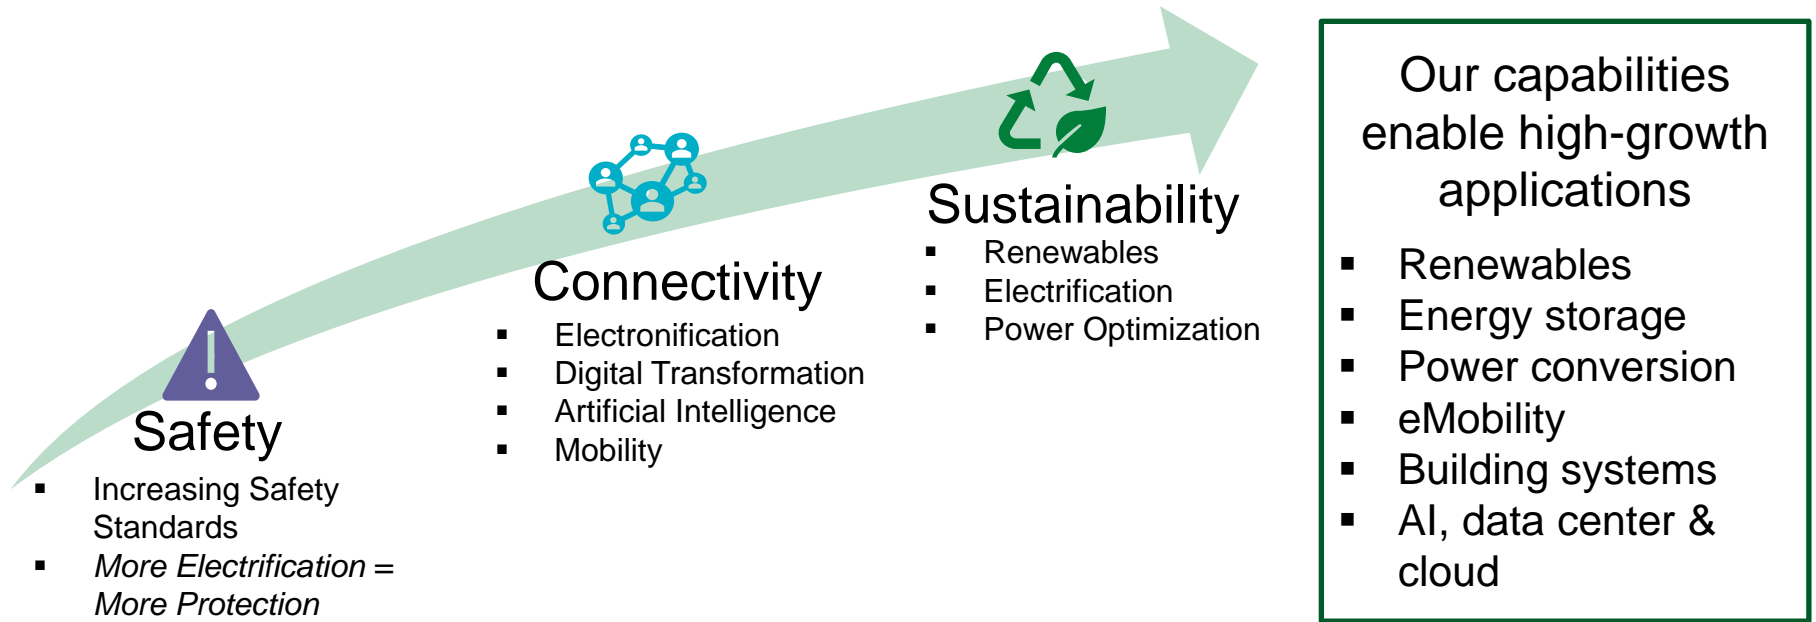 Safety
▪ Increasing Safety
Standards
▪ More Electrification =
More Protection
Connectivity
▪ Electronification
▪ Digital Transformation
▪ Artificial Intelligence
▪ Mobility
Sustainability
▪ Renewables
▪ Electrification
▪ Power Optimization
Our capabilities
enable high-growth
applications
▪ Renewables
▪ Energy storage
▪ Power conversion
▪ eMobility
▪ Building systems
▪ AI, data center &
cloud